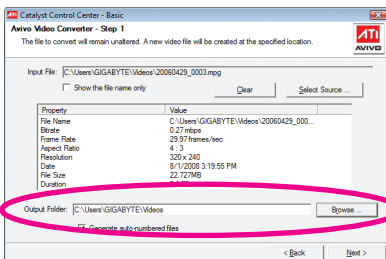 ATI Catalyst Control Center - Basic
Avivo Video Converter - Step 1
The file to convert will remain unaltered. A new video file will be created at the specified location.
ATI
AVIVO
Input File: C:\Users\GIGABYTE\Videos\20060429_0003.mpg
Show the file name only
Clear
Select Source ...
Property Value
File Name C:\Users\GIGABYTE\Videos\20060429_000...
Bitrate 0.27 mbps
Frame Rate 29.97 frames/sec
Aspect Ratio 4 : 3
Resolution 320 x 240
Date 8/1/2008 3:19:55 PM
File Size 22.727MB
Duration
Output Folder: C:\Users\GIGABYTE\Videos
Browse ...
Generate auto-numbered files
< Back
Next >